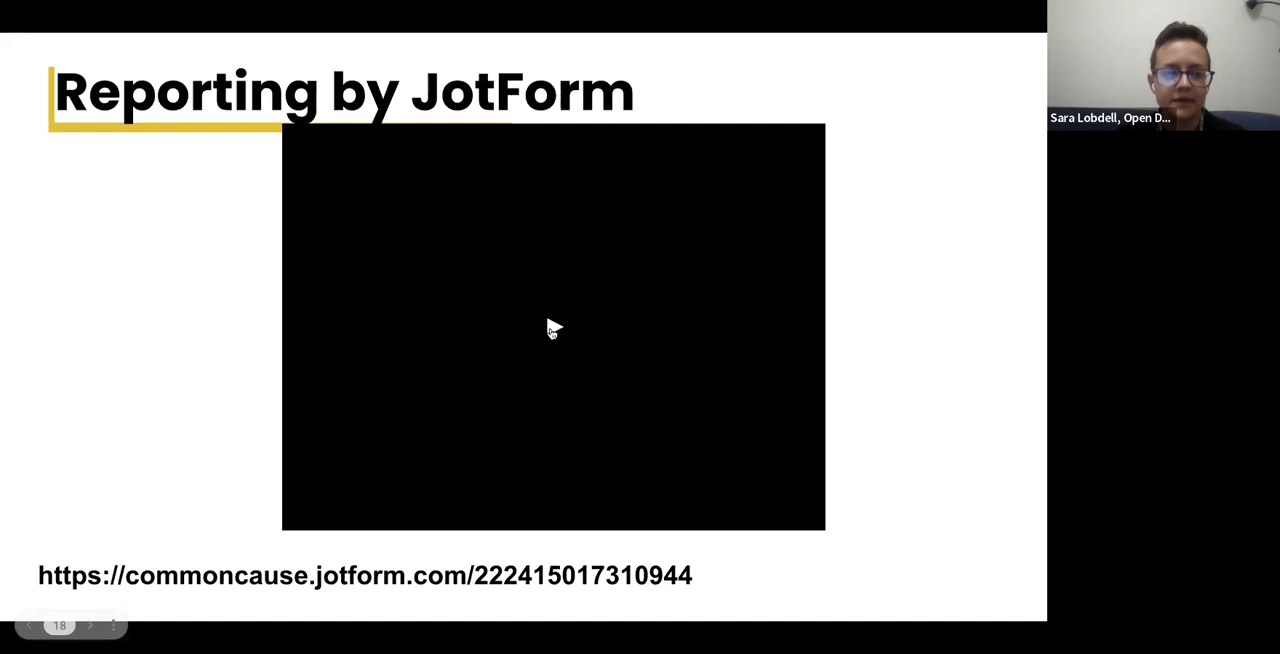 Reporting by JotForm
Sara Lobdell, Open D...
https://commoncause.jotform.com/222415017310944
18